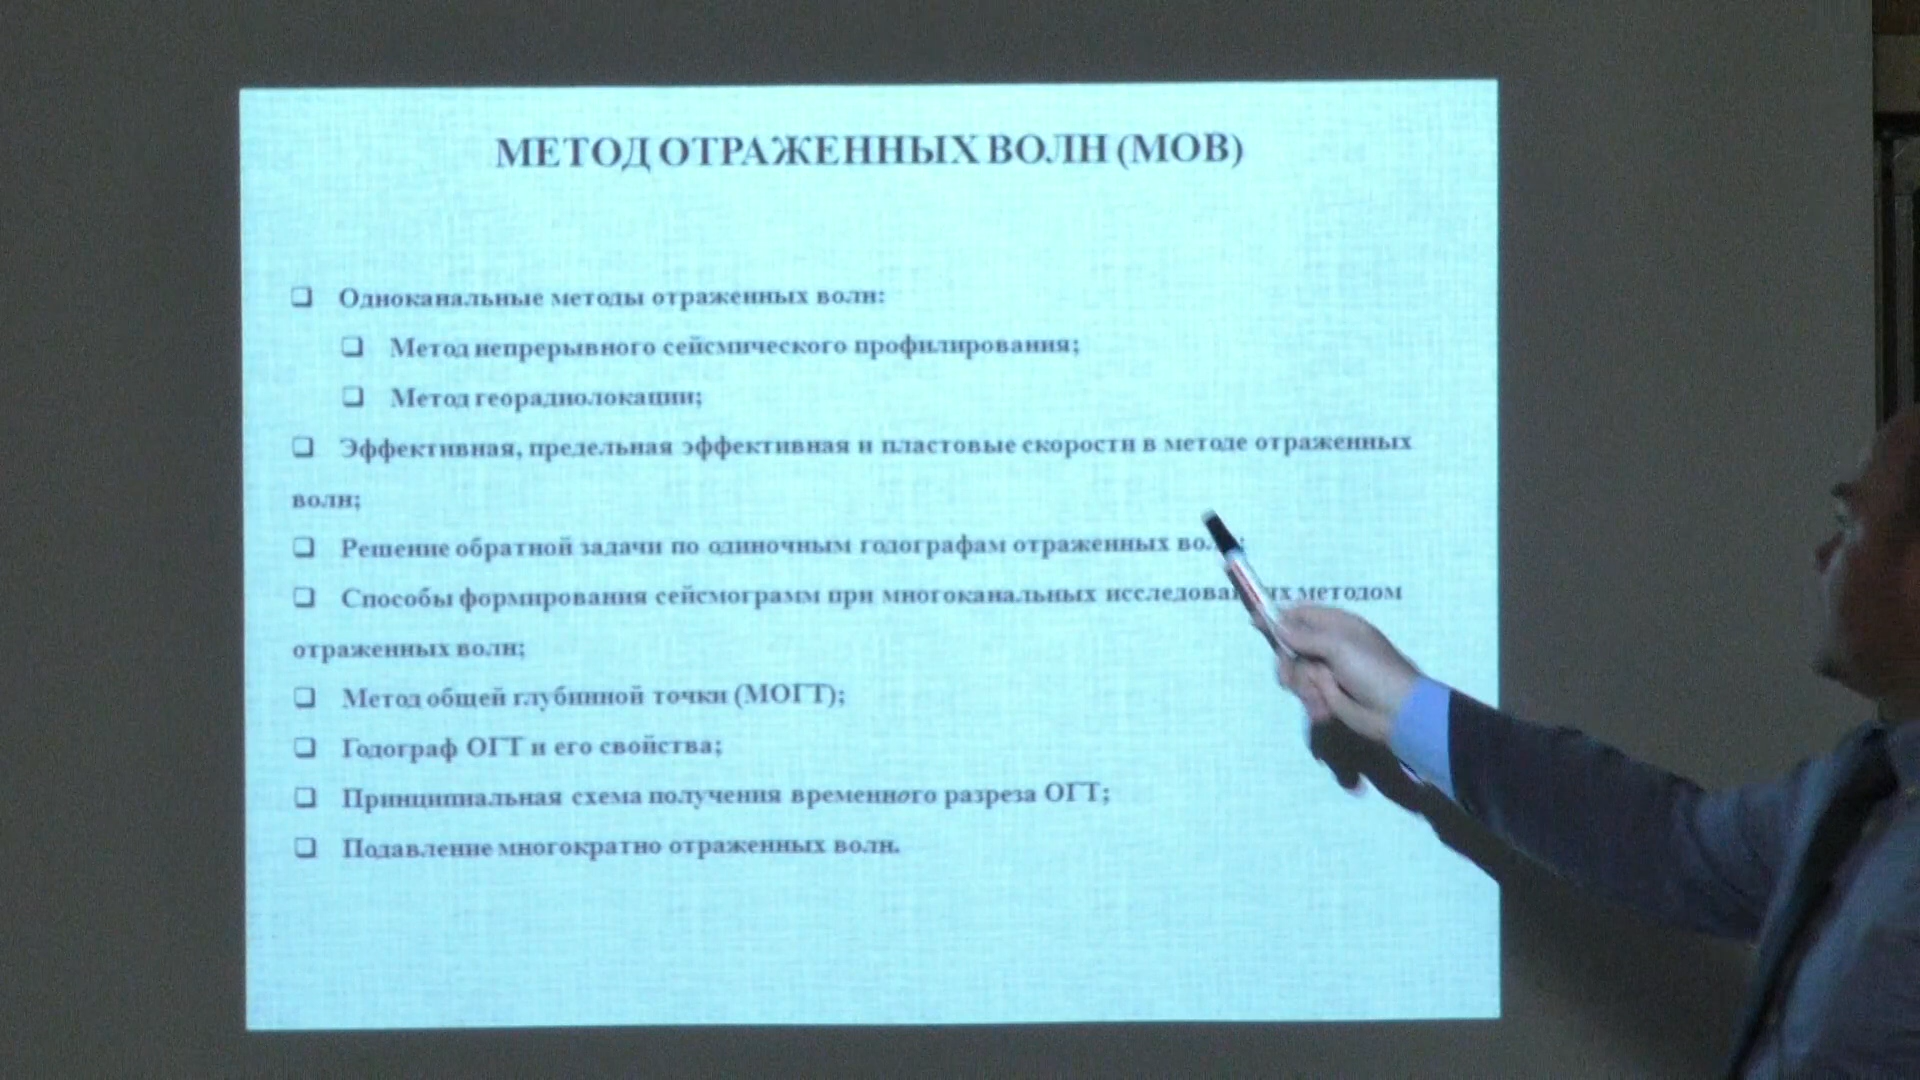 МЕТОД ОТРАЖЕННЫХ ВОЛН (МОВ)
Одноканальные методы отраженных волн:
Метод непрерывного сейсмического профилирования;
Метод георадиолокации;
Эффективная, предельная эффективная и пластовые скорости в методе отраженных
волн;
Решение обратной задачи по одиночным годографам отраженных
Способы формирования сейсмограмм при многоканальных методом
отраженных волн;
Метод общей глубинной точки (МОГТ);
Годограф ОГТ и его свойства;
Принципиальная схема получения временного разреза ОГТ;
Подавление многократно отраженных волн.